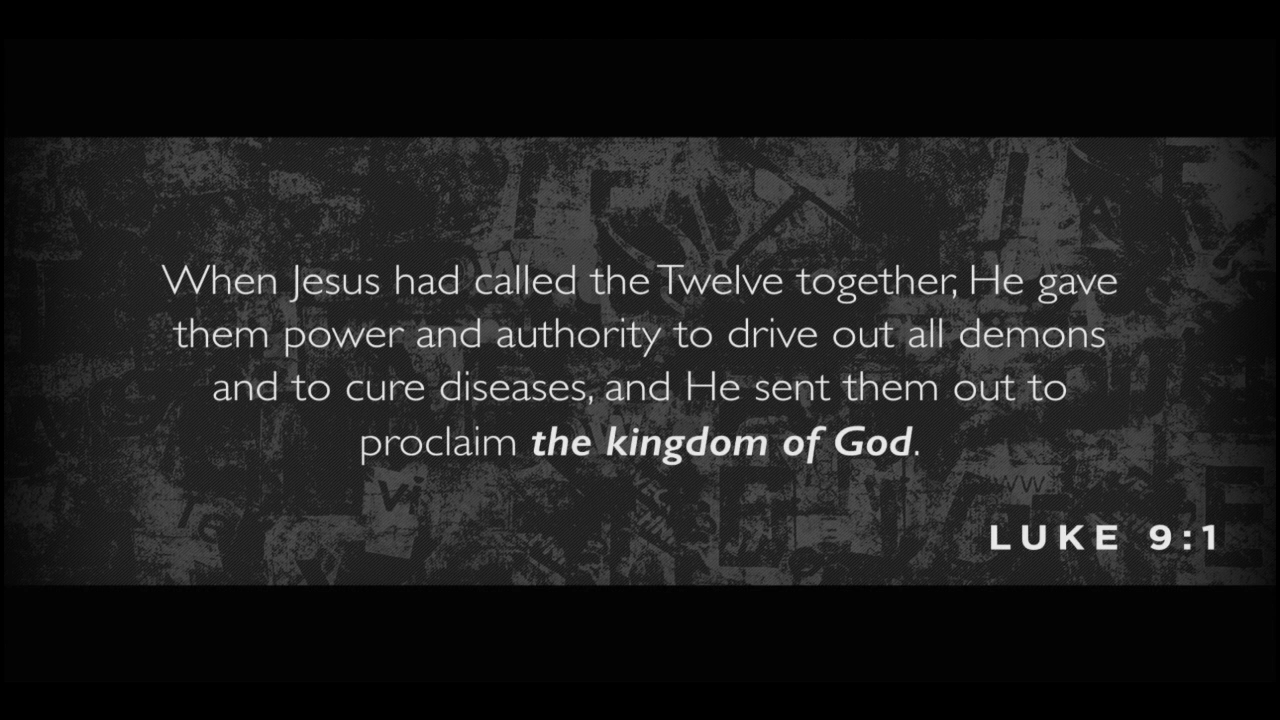 When Jesus had called the Twelve together, He gave
them power and authority to drive out all demons
and to cure diseases, and He sent them out to
proclaim the kingdom of God.
Vi
LUKE 9:1